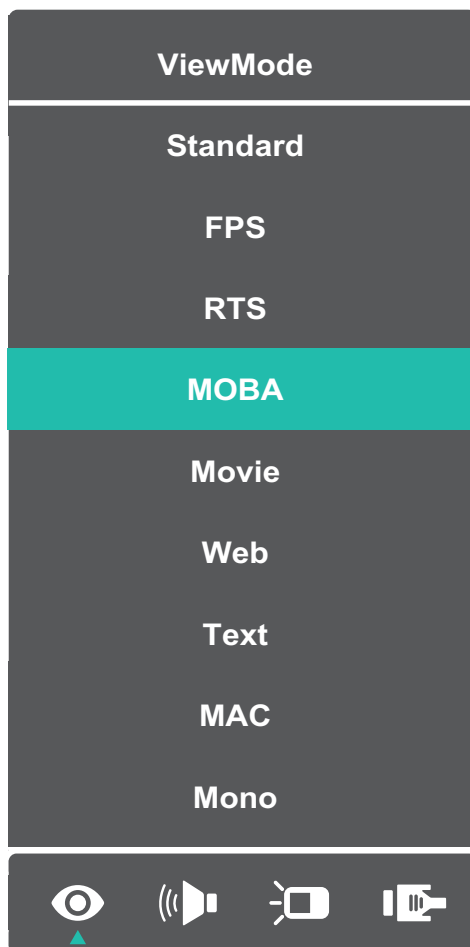 ViewMode
Standard
FPS
RTS
MOBA
Movie
Web
Text
MAC
Mono